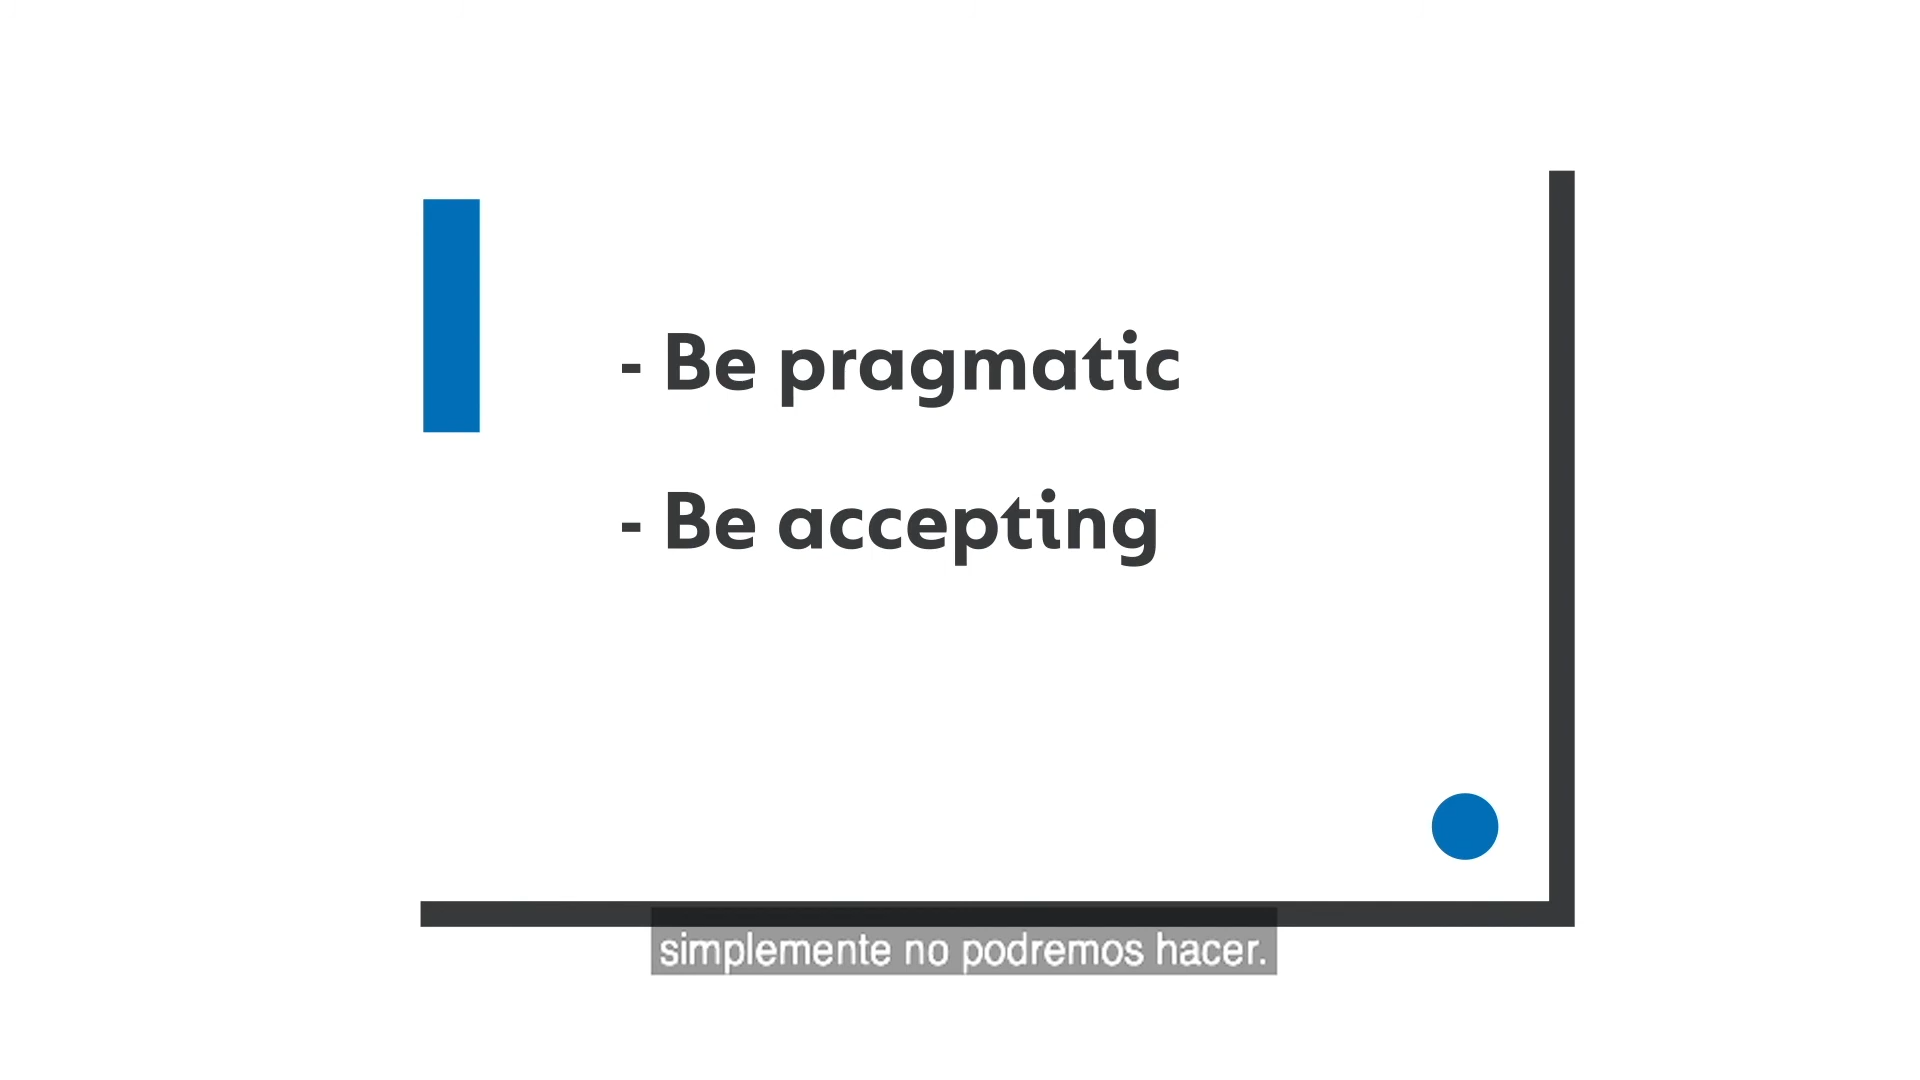 - Be pragmatic
- Be accepting
simplemente no podremos hacer.